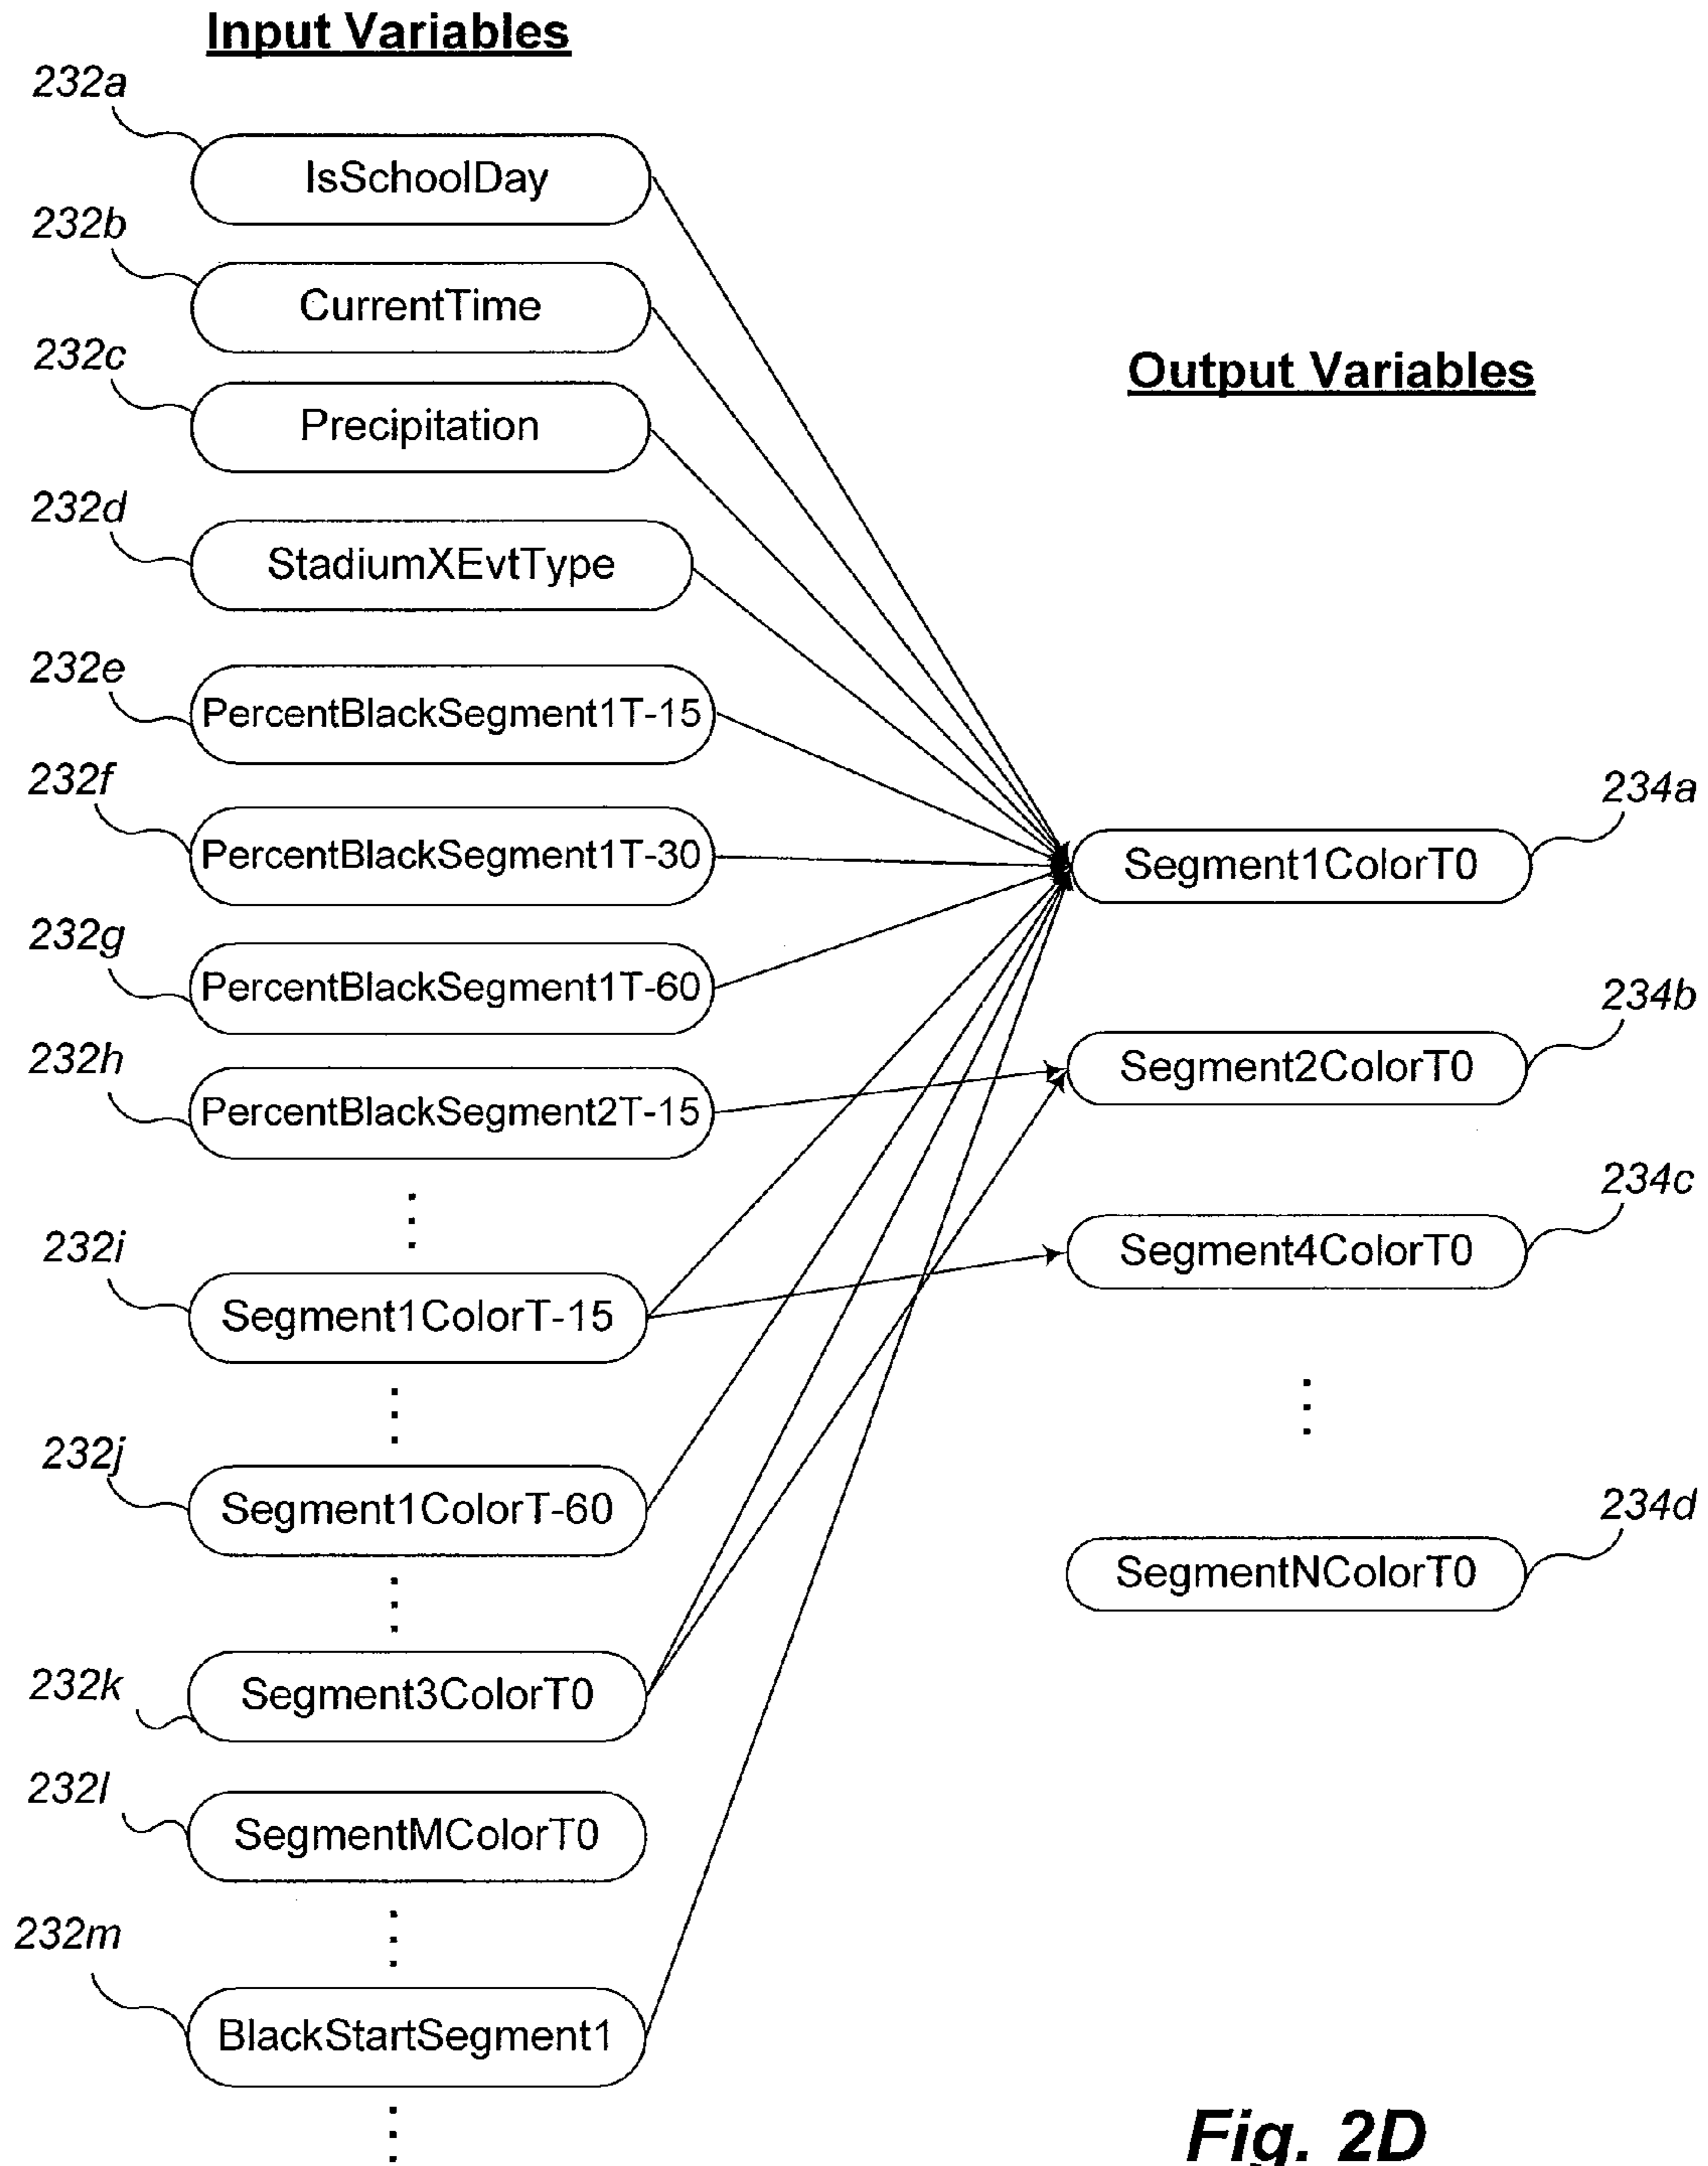 Input Variables
232a
IsSchoolDay
232b
CurrentTime
232c
Precipitation
232d
StadiumXEvtType
232e
PercentBlackSegment1T-15
232f
PercentBlackSegment1T-30
232g
PercentBlackSegment1T-60
232h
PercentBlackSegment2T-15
232i
Segment1ColorT-15
232j
Segment1ColorT-60
232k
Segment3ColorT0
232l
SegmentMColorT0
232m
BlackStartSegment1
Output Variables
234a
Segment1ColorT0
234b
Segment2ColorT0
234c
Segment4ColorT0
234d
SegmentNColorT0
Fig. 2D